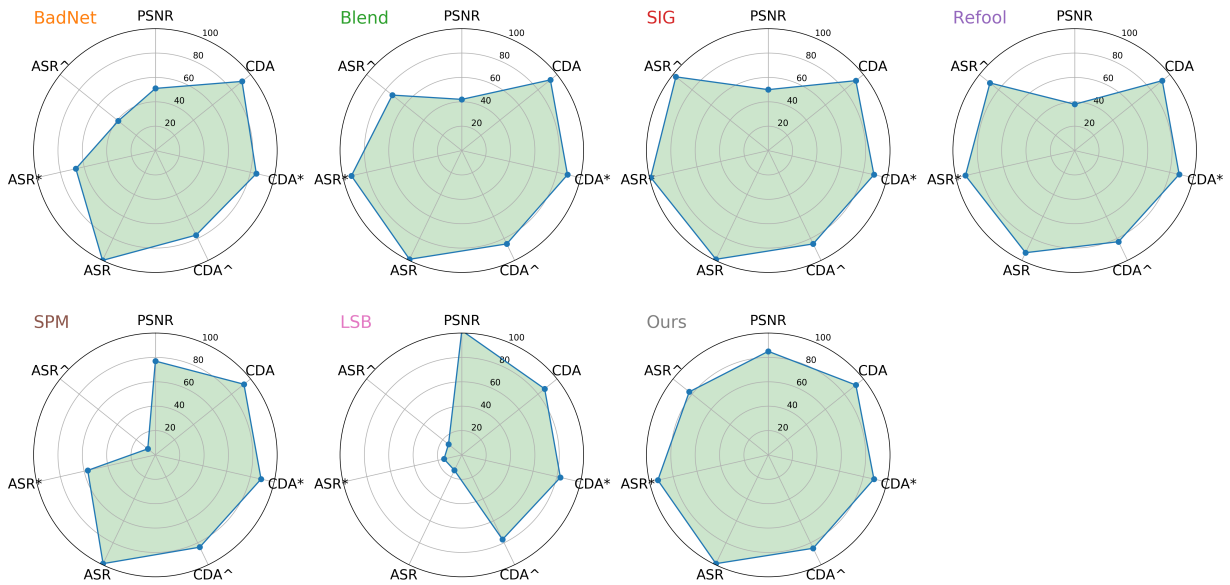 BadNet
PSNR
CDA
CDA*
CDA^
ASR
ASR*
ASR^
20
40
60
80
100
Blend
PSNR
CDA
CDA*
CDA^
ASR
ASR*
ASR^
20
40
60
80
100
SIG
PSNR
CDA
CDA*
CDA^
ASR
ASR*
ASR^
20
40
60
80
100
Refool
PSNR
CDA
CDA*
CDA^
ASR
ASR*
ASR^
20
40
60
80
100
SPM
PSNR
CDA
CDA*
CDA^
ASR
ASR*
ASR^
20
40
60
80
100
LSB
PSNR
CDA
CDA*
CDA^
ASR
ASR*
ASR^
20
40
60
80
100
Ours
PSNR
CDA
CDA*
CDA^
ASR
ASR*
ASR^
20
40
60
80
100